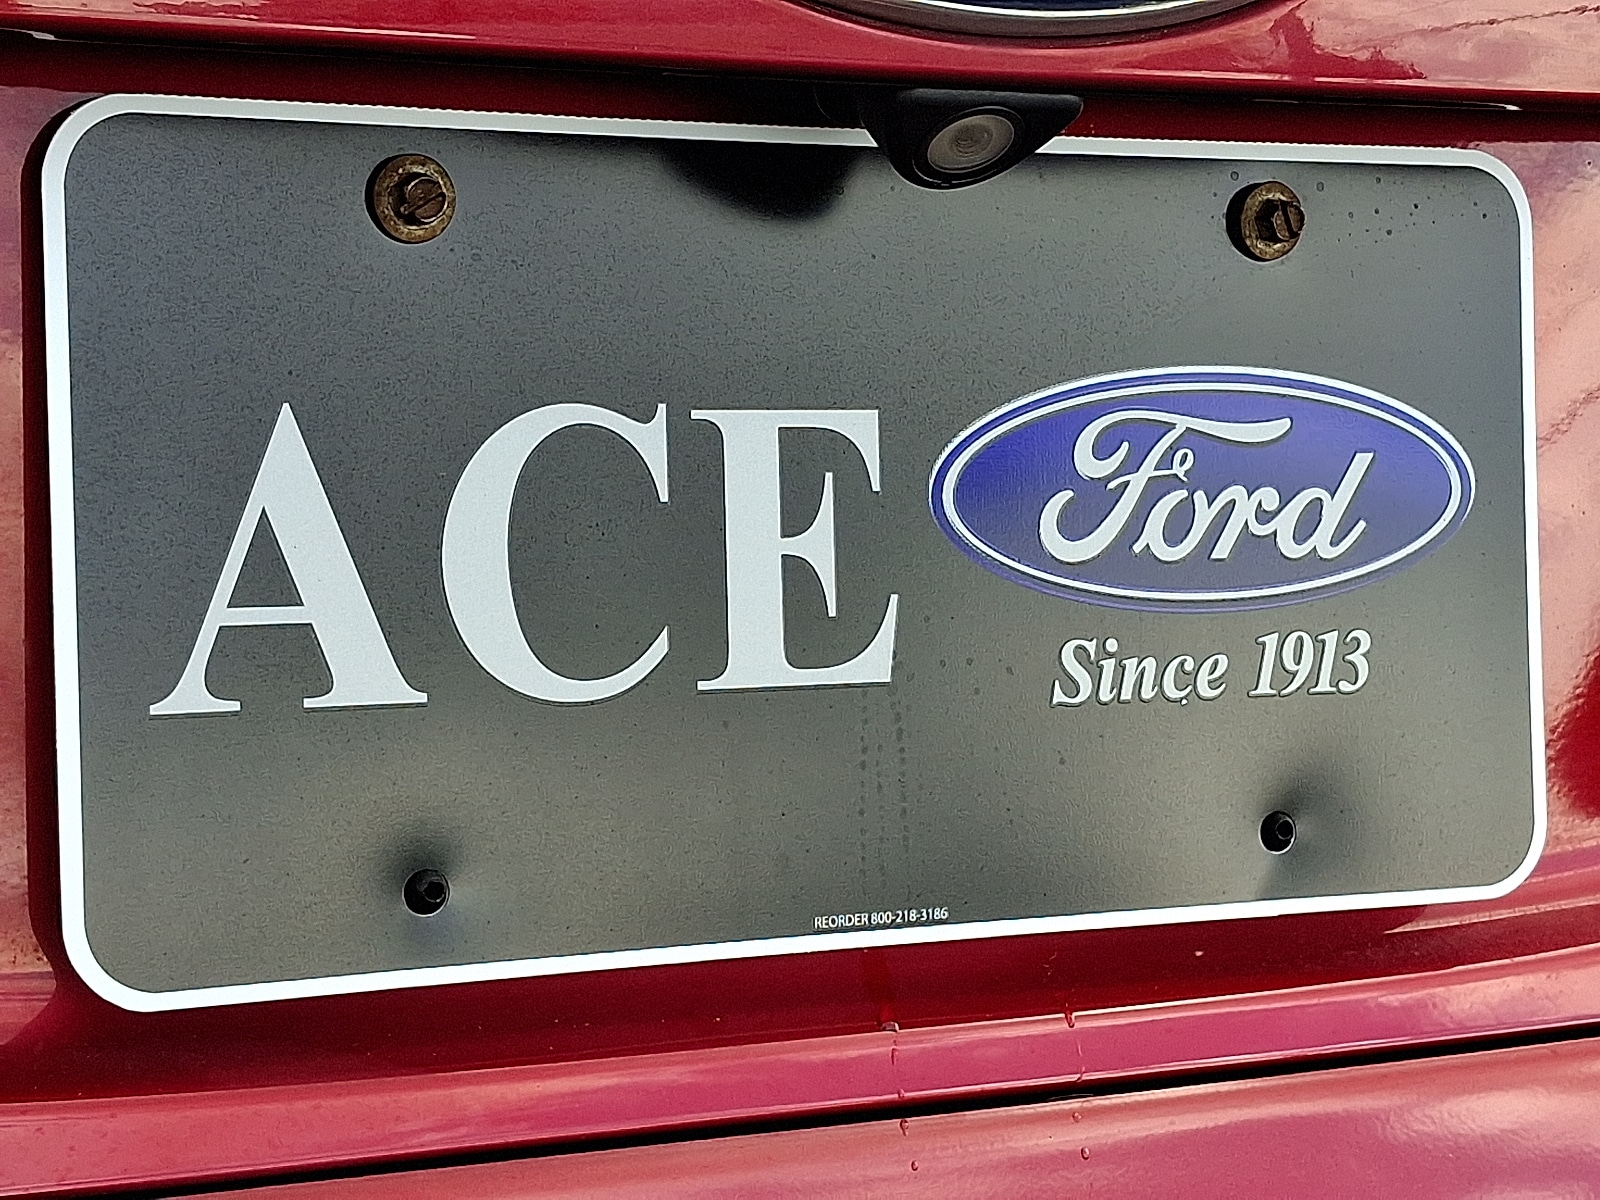 ACE
Ford
Since 1913
REORDER 800-218-3186